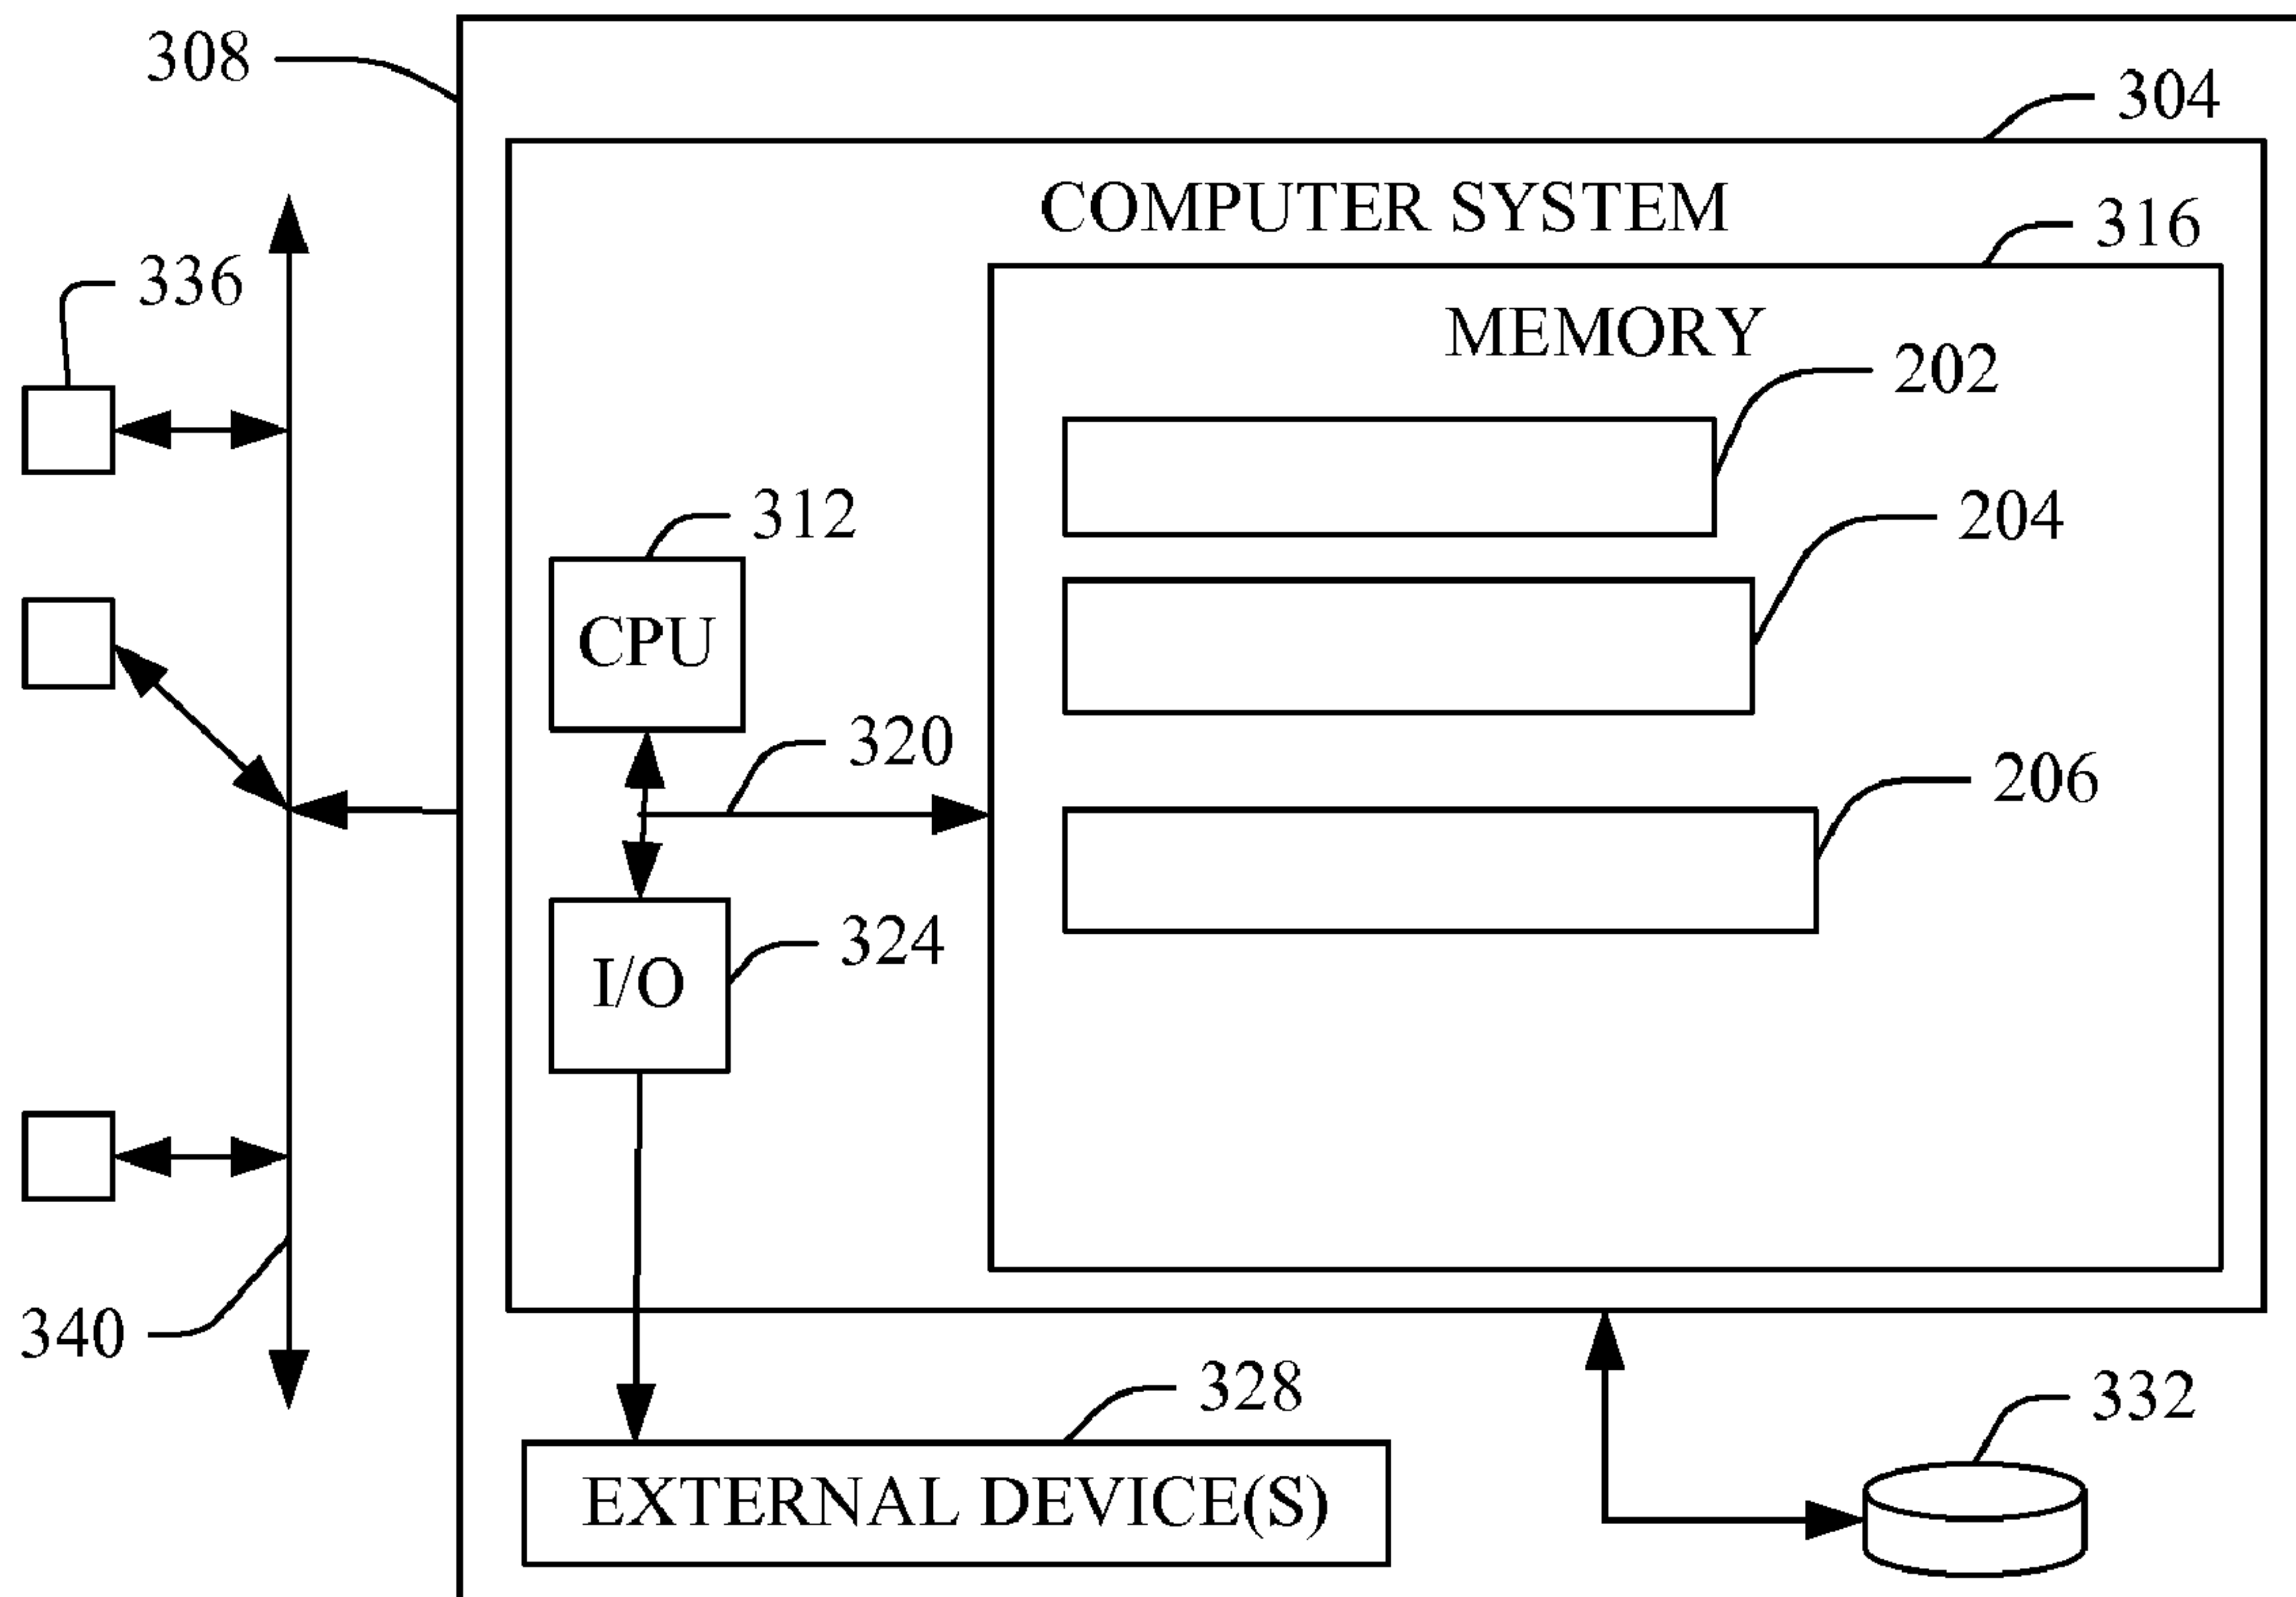 308
304
COMPUTER SYSTEM
316
336
MEMORY
202
312
204
CPU
320
206
324
I/O
340
328
332
EXTERNAL DEVICE(S)